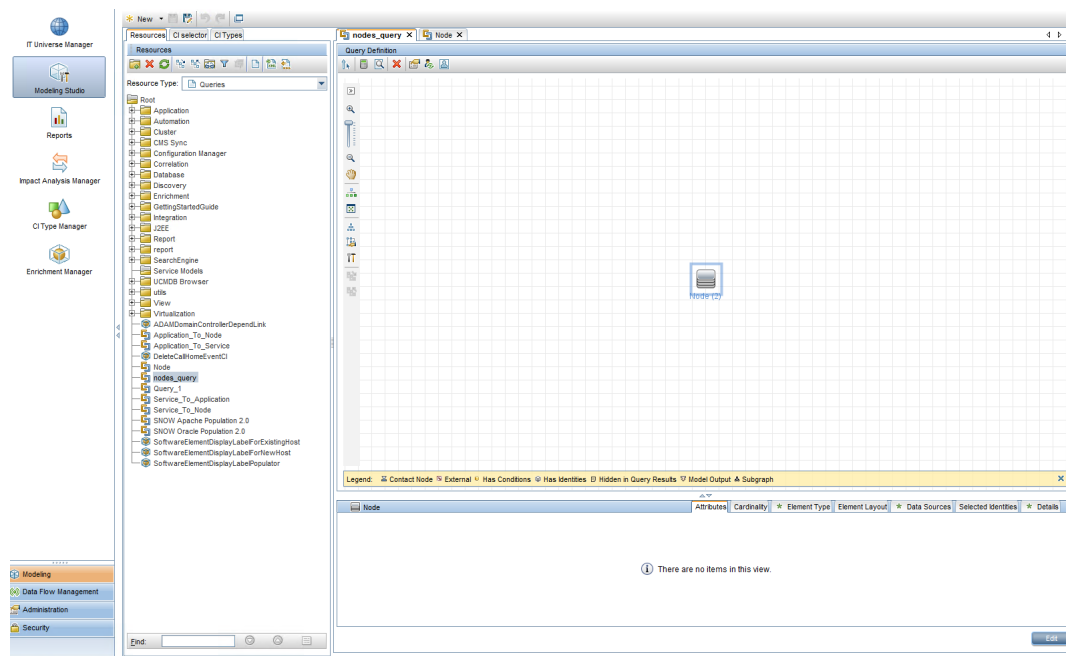 IT Universe Manager
Modeling Studio
Reports
Impact Analysis Manager
CI Type Manager
Enrichment Manager
Modeling
Data Flow Management
Administration
Security
New
Resources CI selector CI Types
Resources
Resource Type: Queries
Root
Application
Automation
Cluster
CMS Sync
Configuration Manager
Correlation
Database
Discovery
Enrichment
GettingStartedGuide
Integration
J2EE
Report
report
SearchEngine
Service Models
UCMDB Browser
utils
View
Virtualization
ADAMDomainControllerDependLink
Application_To_Node
Application_To_Service
DeleteCallHomeEventCI
Node
nodes_query
Query_1
Service_To_Application
Service_To_Node
SNOW Apache Population 2.0
SNOW Oracle Population 2.0
SoftwareElementDisplayLabelForExistingHost
SoftwareElementDisplayLabelForNewHost
SoftwareElementDisplayLabelPopulator
Find:
nodes_query X Node X
Query Definition
Node (2)
Legend: Contact Node External Has Conditions Has Identities Hidden in Query Results Model Output Subgraph
Node
Attributes Cardinality * Element Type Element Layout * Data Sources Selected Identities * Details
There are no items in this view.
Edit